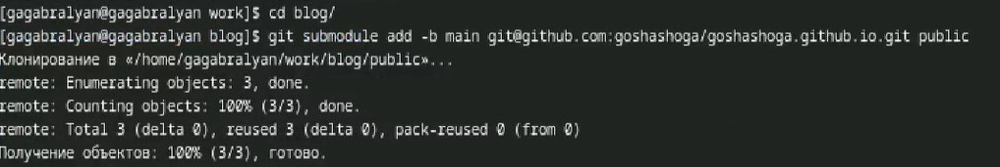 [gagabralyan@gagabralyan work]$ cd blog/
[gagabralyan@gagabralyan blog]$ git submodule add -b main git@github.com:goshashoga/goshashoga.github.io.git public
Клонирование в «/home/gagabralyan/work/blog/public»...
remote: Enumerating objects: 3, done.
remote: Counting objects: 100% (3/3), done.
remote: Total 3 (delta 0), reused 3 (delta 0), pack-reused 0 (from 0)
Получение объектов: 100% (3/3), готово.